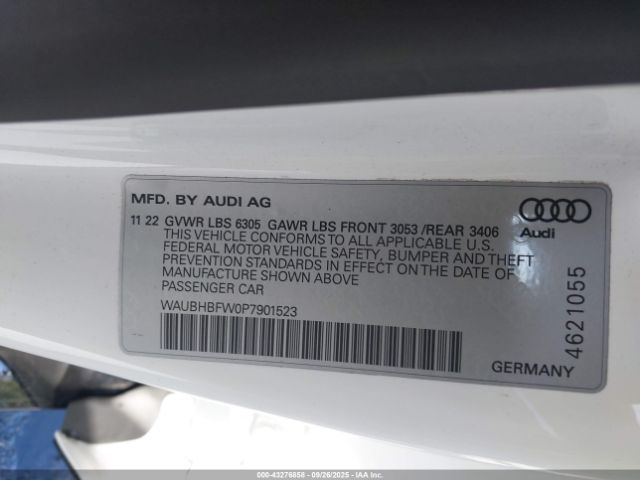 MFD. BY AUDI AG
11 22 GVWR LBS 6305 GAWR LBS FRONT 3053 /REAR 3406
THIS VEHICLE CONFORMS TO ALL APPLICABLE U.S.
FEDERAL MOTOR VEHICLE SAFETY, BUMPER AND THEFT
PREVENTION STANDARDS IN EFFECT ON THE DATE OF
MANUFACTURE SHOWN ABOVE
PASSENGER CAR
WAUBHBFW0P7901523
Audi
4621055
GERMANY
000-43276858 - 09/26/2025 - IAAI.COM